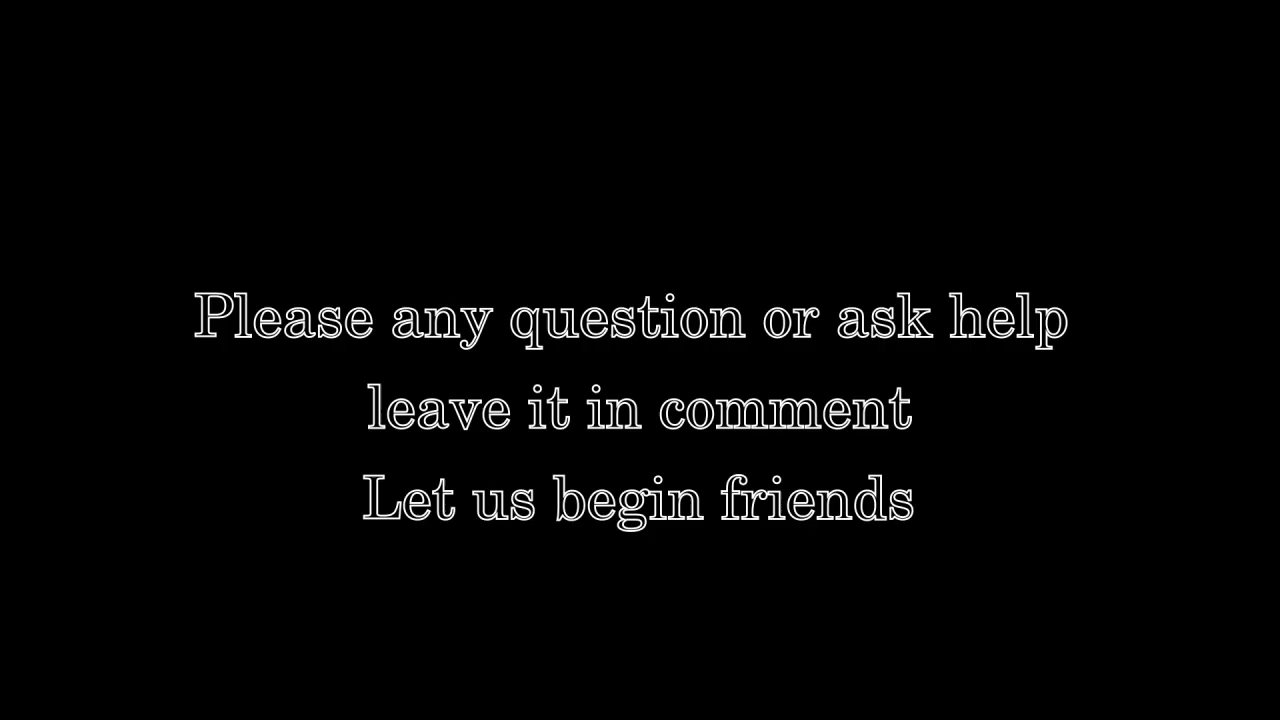 Please any question or ask help
leave it in comment
Let us begin friends